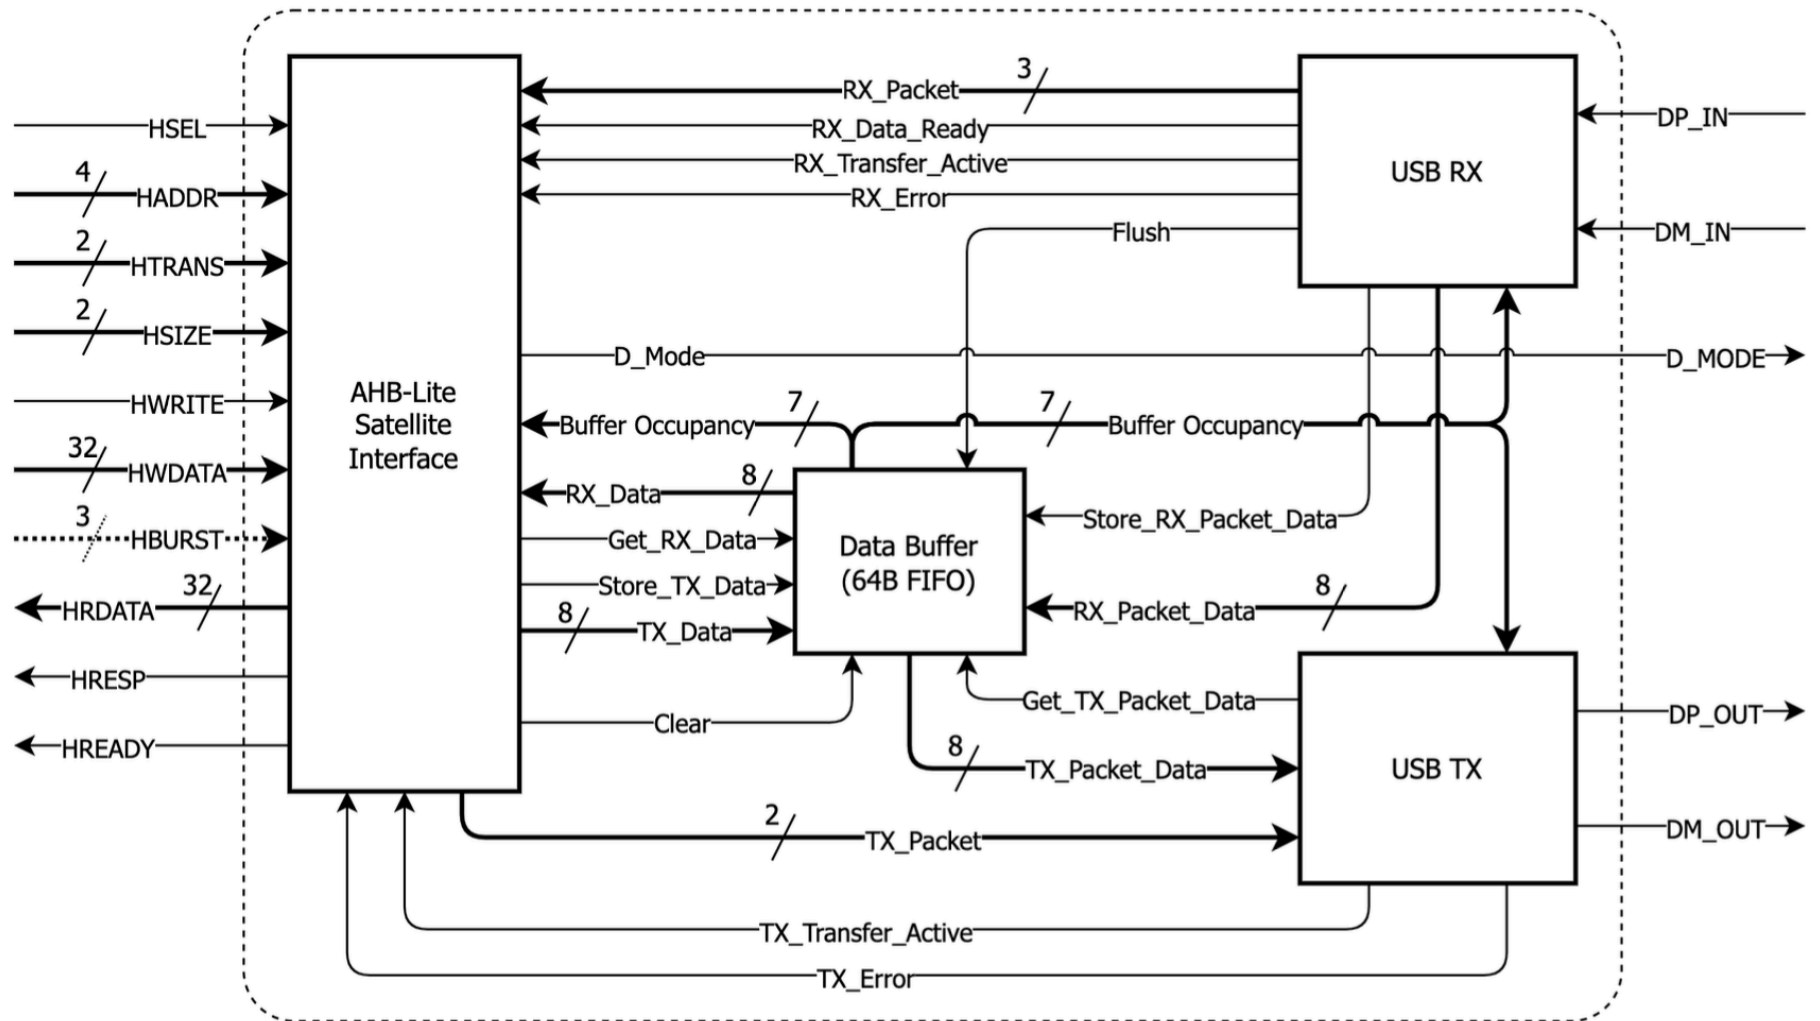 3
RX_Packet
HSEL
RX_Data_Ready
DP_IN
4
HADDR
RX_Transfer_Active
USB RX
RX_Error
2
HTRANS
Flush
DM_IN
2
HSIZE
D_Mode
D_MODE
HWRITE
AHB-Lite
Satellite
Interface
7
Buffer Occupancy
7
Buffer Occupancy
32
HWDATA
8
RX_Data
3
HBURST
Get_RX_Data
Data Buffer
(64B FIFO)
Store_RX_Packet_Data
32
HRDATA
Store_TX_Data
8
TX_Data
8
RX_Packet_Data
HRESP
Clear
Get_TX_Packet_Data
DP_OUT
HREADY
8
TX_Packet_Data
USB TX
2
TX_Packet
DM_OUT
TX_Transfer_Active
TX_Error